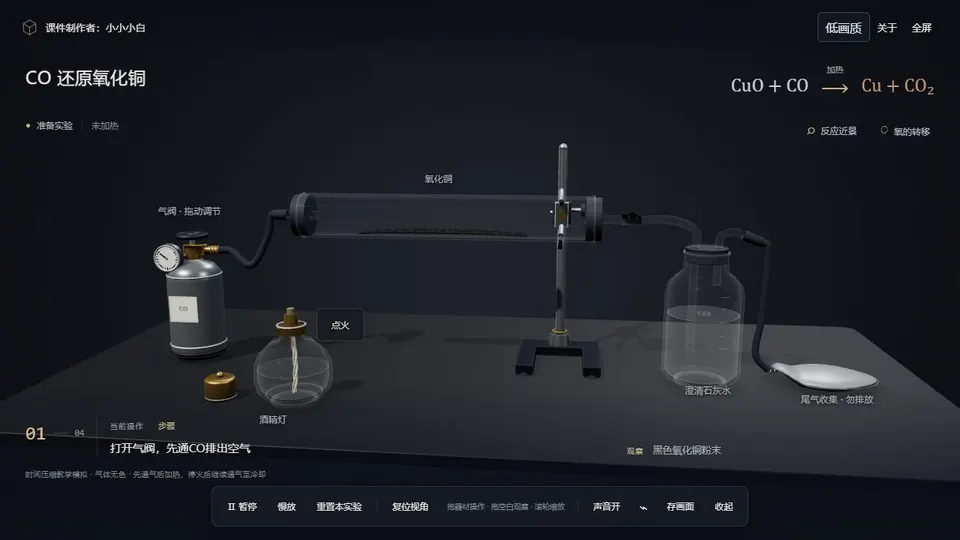 课件制作者：小小小白
低画质 关于 全屏
CO 还原氧化铜
CuO + CO 加热 → Cu + CO₂
准备实验 未加热
反应近景 氧的转移
氧化铜
气阀 · 拖动调节
CO
点火
酒精灯
澄清石灰水
尾气收集 · 勿排放
01 — 04 当前操作 步骤
打开气阀，先通CO排出空气
观察 黑色氧化铜粉末
时间压缩教学模拟 · 气体无色 · 先通气后加热，停火后继续通气至冷却
暂停 慢放 重置本实验 复位视角 拖器材操作 · 拖空白观察 · 滚轮缩放 声音开 存画面 收起